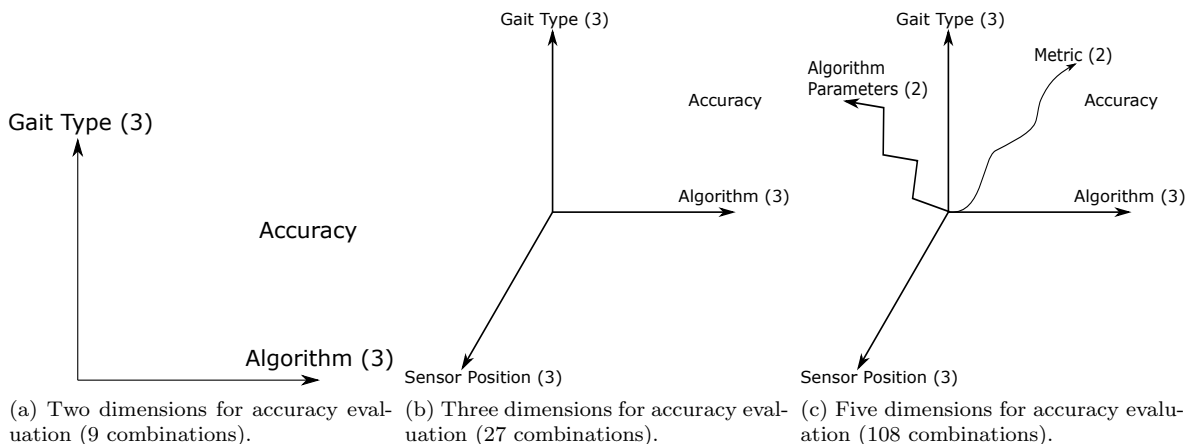 Gait Type (3)
Accuracy
Algorithm (3)
(a) Two dimensions for accuracy eval-
uation (9 combinations).
Gait Type (3)
Accuracy
Algorithm (3)
Sensor Position (3)
(b) Three dimensions for accuracy eval-
uation (27 combinations).
Gait Type (3)
Metric (2)
Algorithm
Parameters (2)
Accuracy
Algorithm (3)
Sensor Position (3)
(c) Five dimensions for accuracy evalu-
ation (108 combinations).